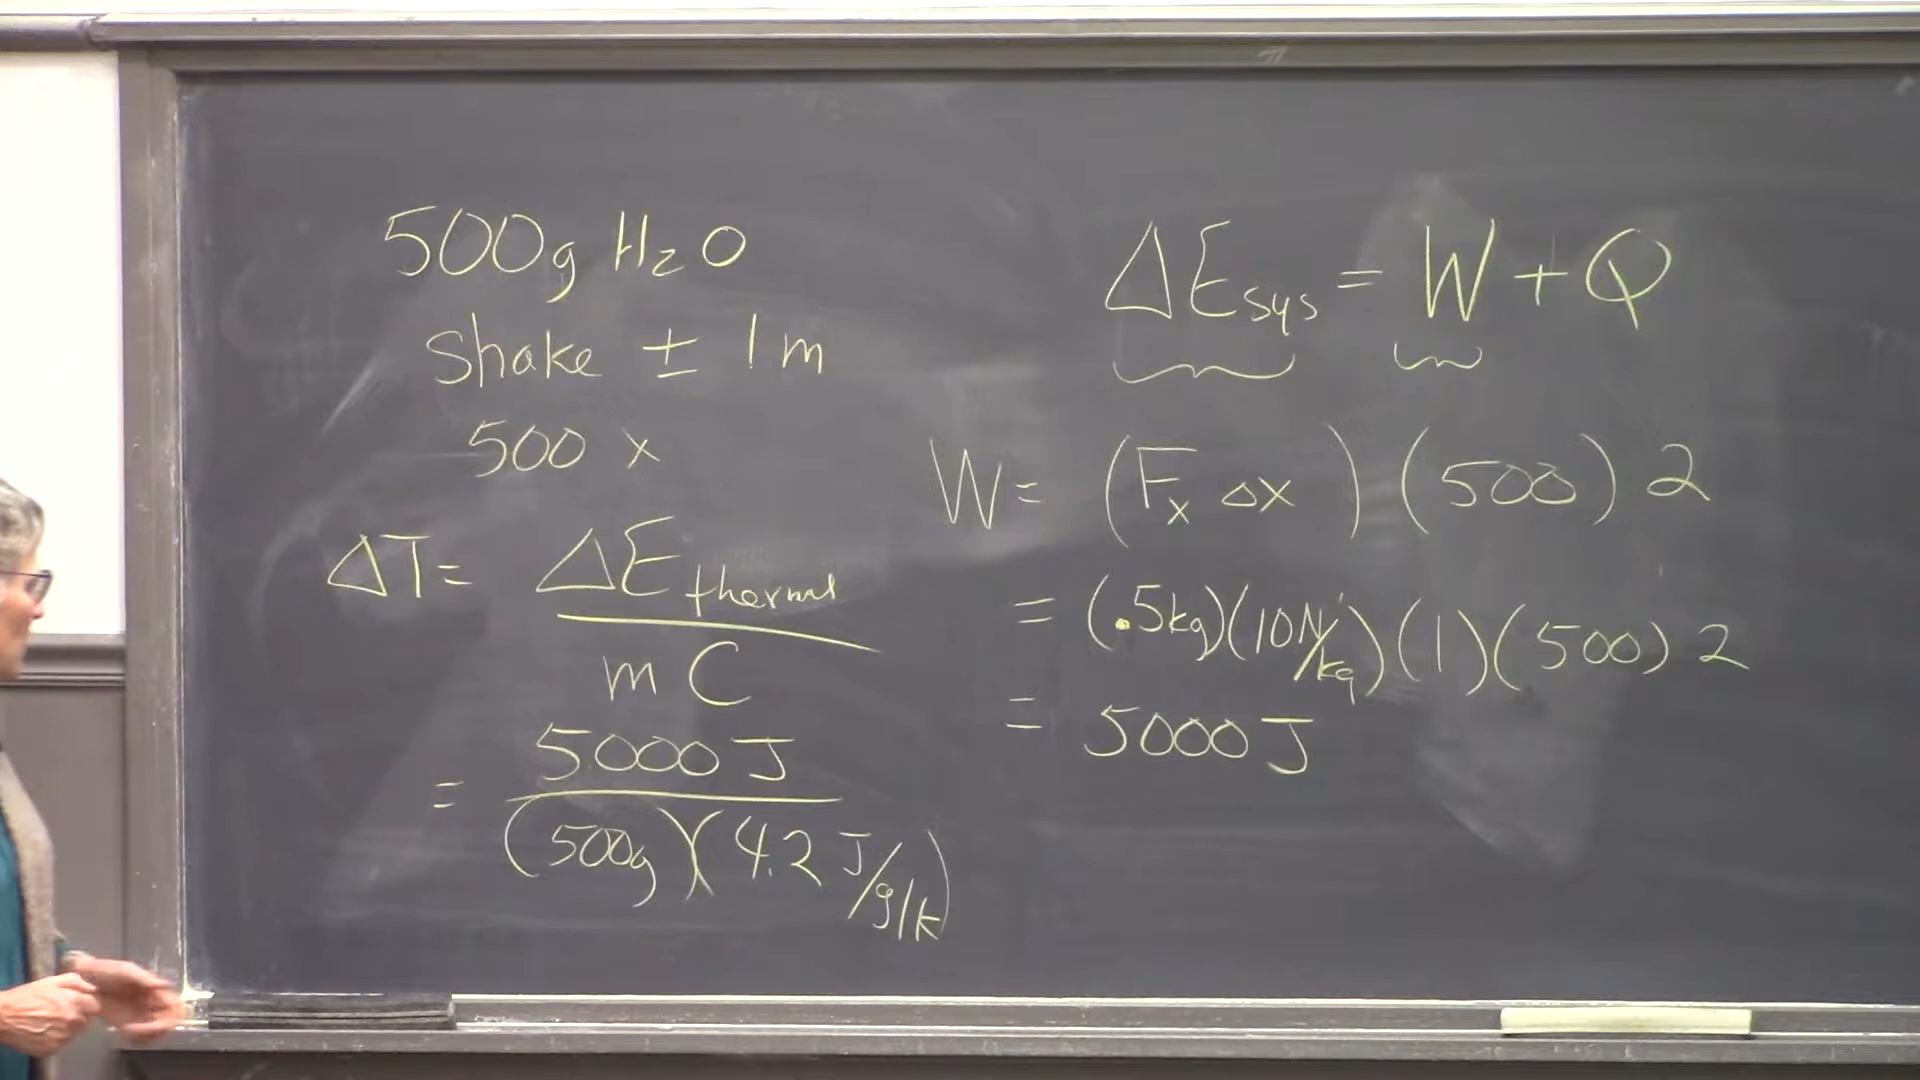 500g H₂O
Shake ± 1m
500 x
ΔT = ΔE thermal
m C
= 5000 J
(500g)(4.2 J/g/K)
ΔE sys = W + Q
W = (Fₓ Δx)(500) 2
= (.5kg)(10N/kg)(1)(500) 2
= 5000 J